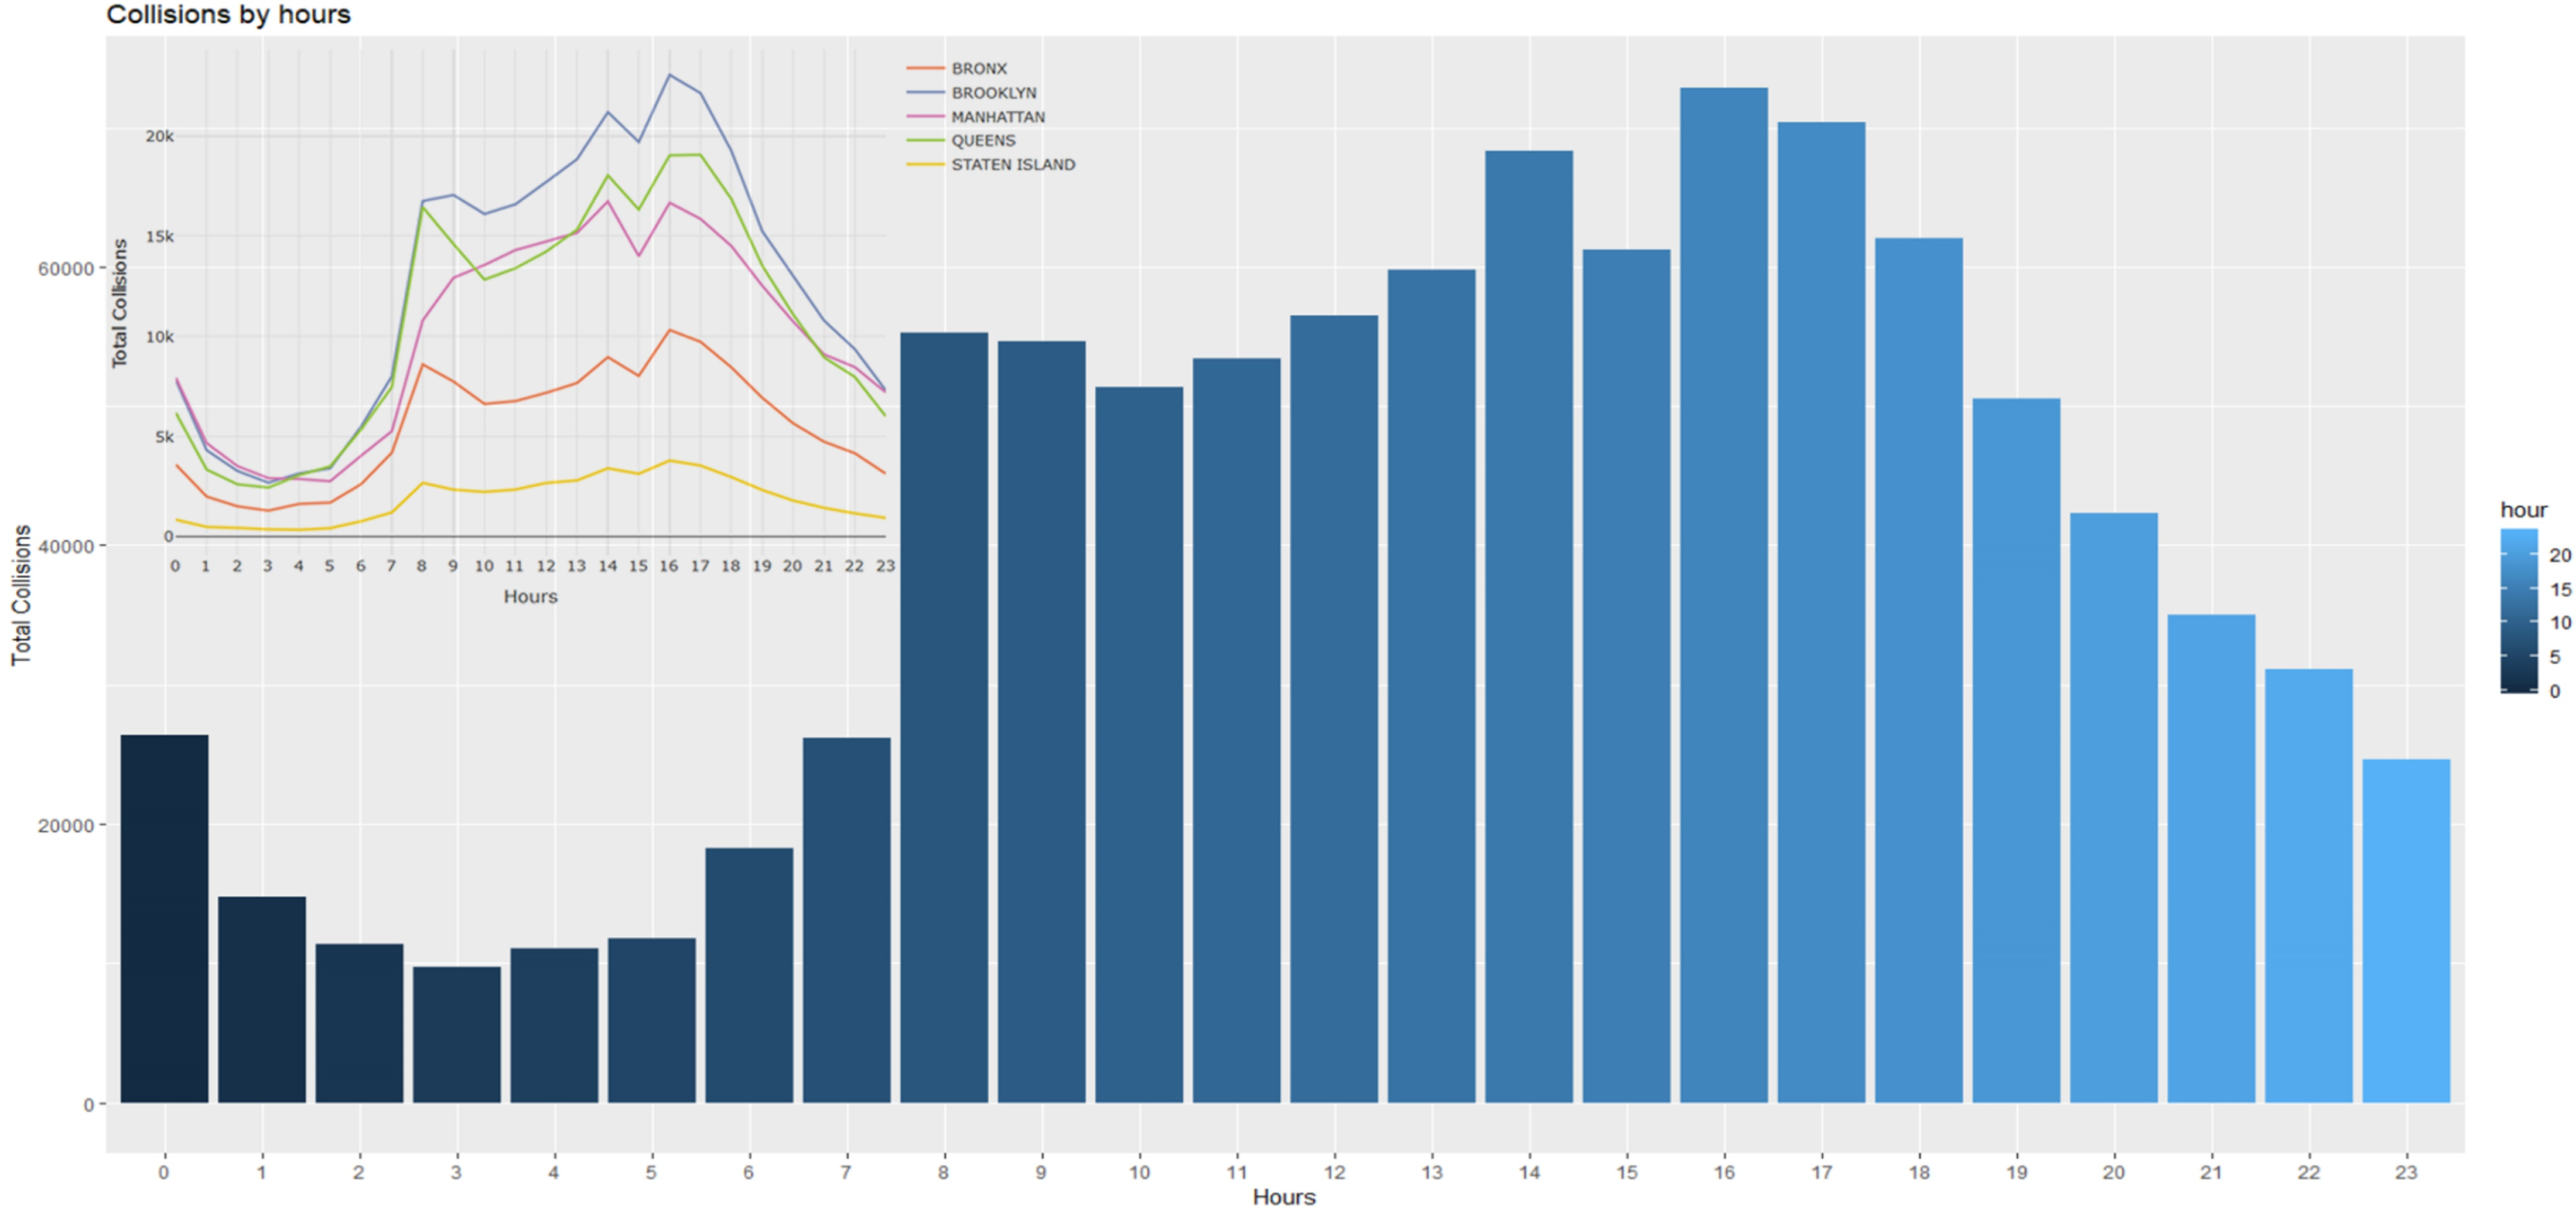 Collisions by hours
BRONX
BROOKLYN
MANHATTAN
QUEENS
STATEN ISLAND
20k
15k
10k
5k
0
Total Collisions
0 1 2 3 4 5 6 7 8 9 10 11 12 13 14 15 16 17 18 19 20 21 22 23
Hours
60000
40000
20000
0
Total Collisions
0 1 2 3 4 5 6 7 8 9 10 11 12 13 14 15 16 17 18 19 20 21 22 23
Hours
hour
20
15
10
5
0